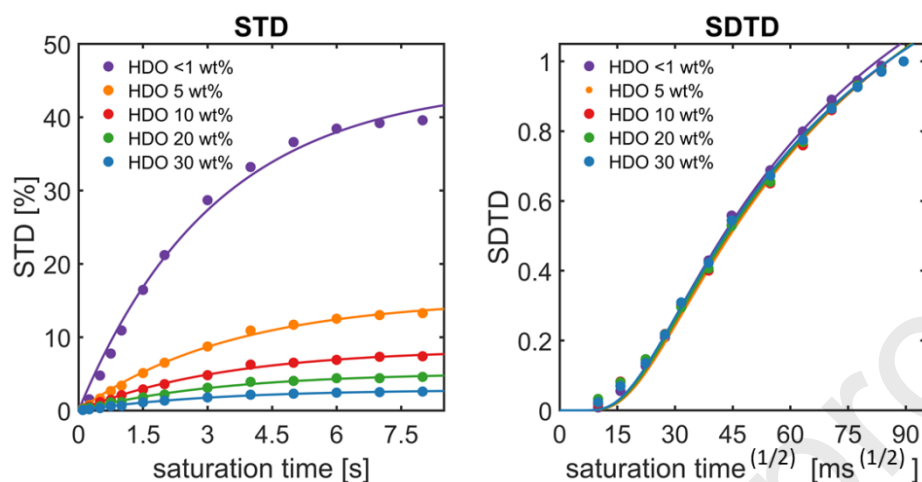 STD
STD [%]
50
40
30
20
10
0
HDO <1 wt%
HDO 5 wt%
HDO 10 wt%
HDO 20 wt%
HDO 30 wt%
0 1.5 3 4.5 6 7.5
saturation time [s]
SDTD
SDTD
1
0.8
0.6
0.4
0.2
0
HDO <1 wt%
HDO 5 wt%
HDO 10 wt%
HDO 20 wt%
HDO 30 wt%
0 15 30 45 60 75 90
saturation time (1/2) [ms (1/2)]